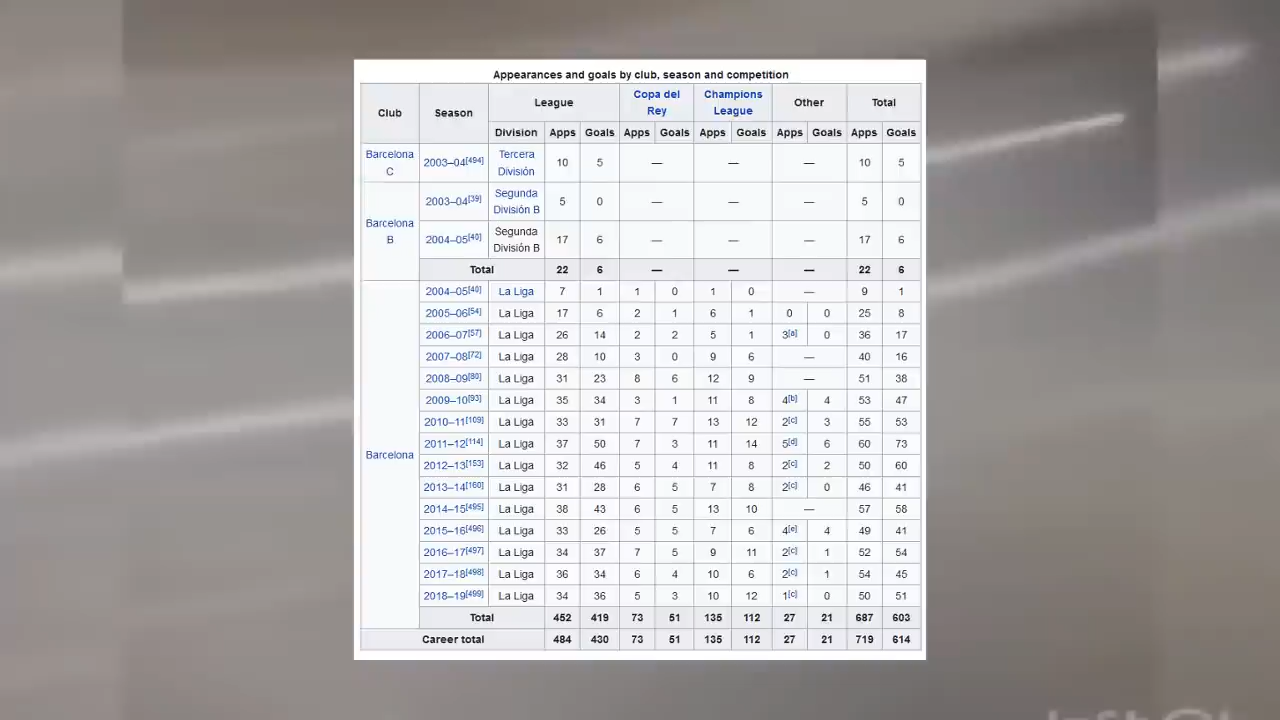 Appearances and goals by club, season and competition
Club Season League Copa del Rey Champions League Other Total
Division Apps Goals Apps Goals Apps Goals Apps Goals Apps Goals
Barcelona C 2003–04[494] Tercera División 10 5 — — — 10 5
Barcelona B 2003–04[39] Segunda División B 5 0 — — — 5 0
2004–05[40] Segunda División B 17 6 — — — 17 6
Total 22 6 — — — 22 6
Barcelona 2004–05[40] La Liga 7 1 1 0 1 0 — 9 1
2005–06[54] La Liga 17 6 2 1 6 1 0 0 25 8
2006–07[57] La Liga 26 14 2 2 5 1 3[a] 0 36 17
2007–08[72] La Liga 28 10 3 0 9 6 — 40 16
2008–09[80] La Liga 31 23 8 6 12 9 — 51 38
2009–10[93] La Liga 35 34 3 1 11 8 4[b] 4 53 47
2010–11[109] La Liga 33 31 7 7 13 12 2[c] 3 55 53
2011–12[114] La Liga 37 50 7 3 11 14 5[d] 6 60 73
2012–13[153] La Liga 32 46 5 4 11 8 2[c] 2 50 60
2013–14[160] La Liga 31 28 6 5 7 8 2[c] 0 46 41
2014–15[495] La Liga 38 43 6 5 13 10 — 57 58
2015–16[496] La Liga 33 26 5 5 7 6 4[e] 4 49 41
2016–17[497] La Liga 34 37 7 5 9 11 2[c] 1 52 54
2017–18[498] La Liga 36 34 6 4 10 6 2[c] 1 54 45
2018–19[499] La Liga 34 36 5 3 10 12 1[c] 0 50 51
Total 452 419 73 51 135 112 27 21 687 603
Career total 484 430 73 51 135 112 27 21 719 614